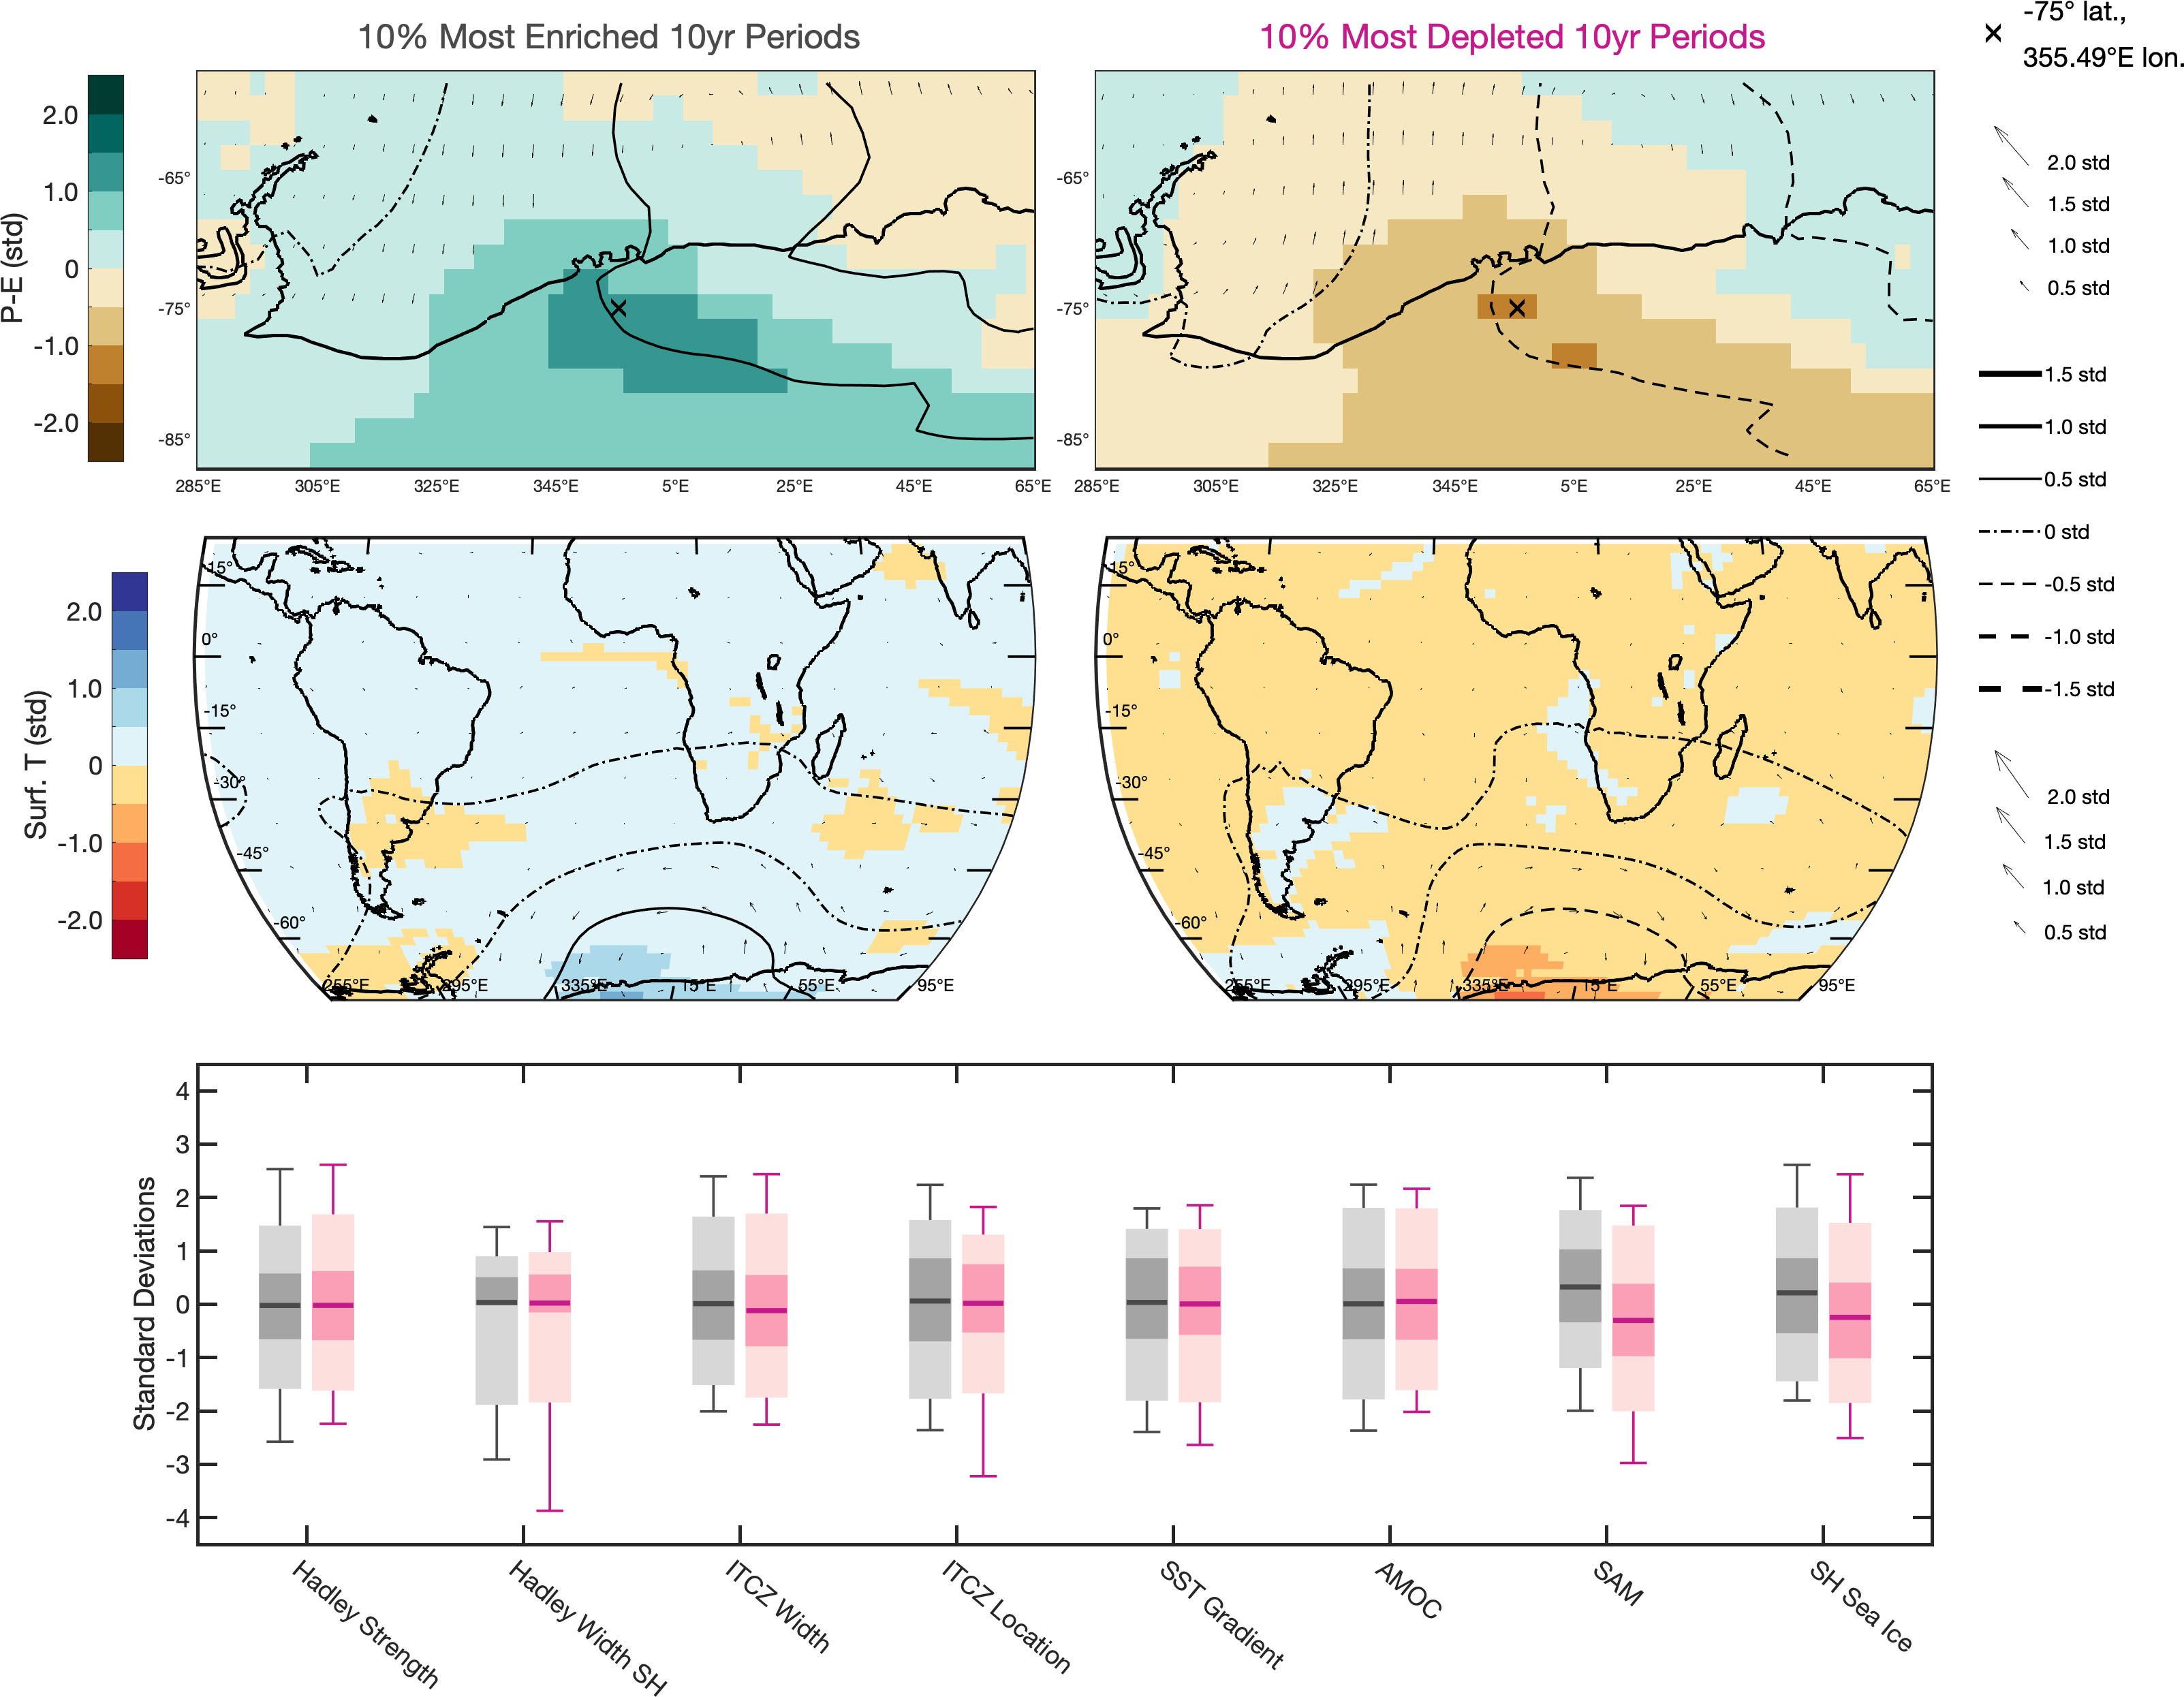 10% Most Enriched 10yr Periods
10% Most Depleted 10yr Periods
-75° lat.,
355.49°E lon.
P-E (std)
2.0
1.0
0
-1.0
-2.0
-65°
-75°
-85°
285°E 305°E 325°E 345°E 5°E 25°E 45°E 65°E
-65°
-75°
-85°
285°E 305°E 325°E 345°E 5°E 25°E 45°E 65°E
2.0 std
1.5 std
1.0 std
0.5 std
1.5 std
1.0 std
0.5 std
0 std
-0.5 std
-1.0 std
-1.5 std
Surf. T (std)
2.0
1.0
0
-1.0
-2.0
15°
0°
-15°
-30°
-45°
-60°
255°E 295°E 335°E 15°E 55°E 95°E
15°
0°
-15°
-30°
-45°
-60°
255°E 295°E 335°E 15°E 55°E 95°E
2.0 std
1.5 std
1.0 std
0.5 std
Standard Deviations
4
3
2
1
0
-1
-2
-3
-4
Hadley Strength
Hadley Width SH
ITCZ Width
ITCZ Location
SST Gradient
AMOC
SAM
SH Sea Ice